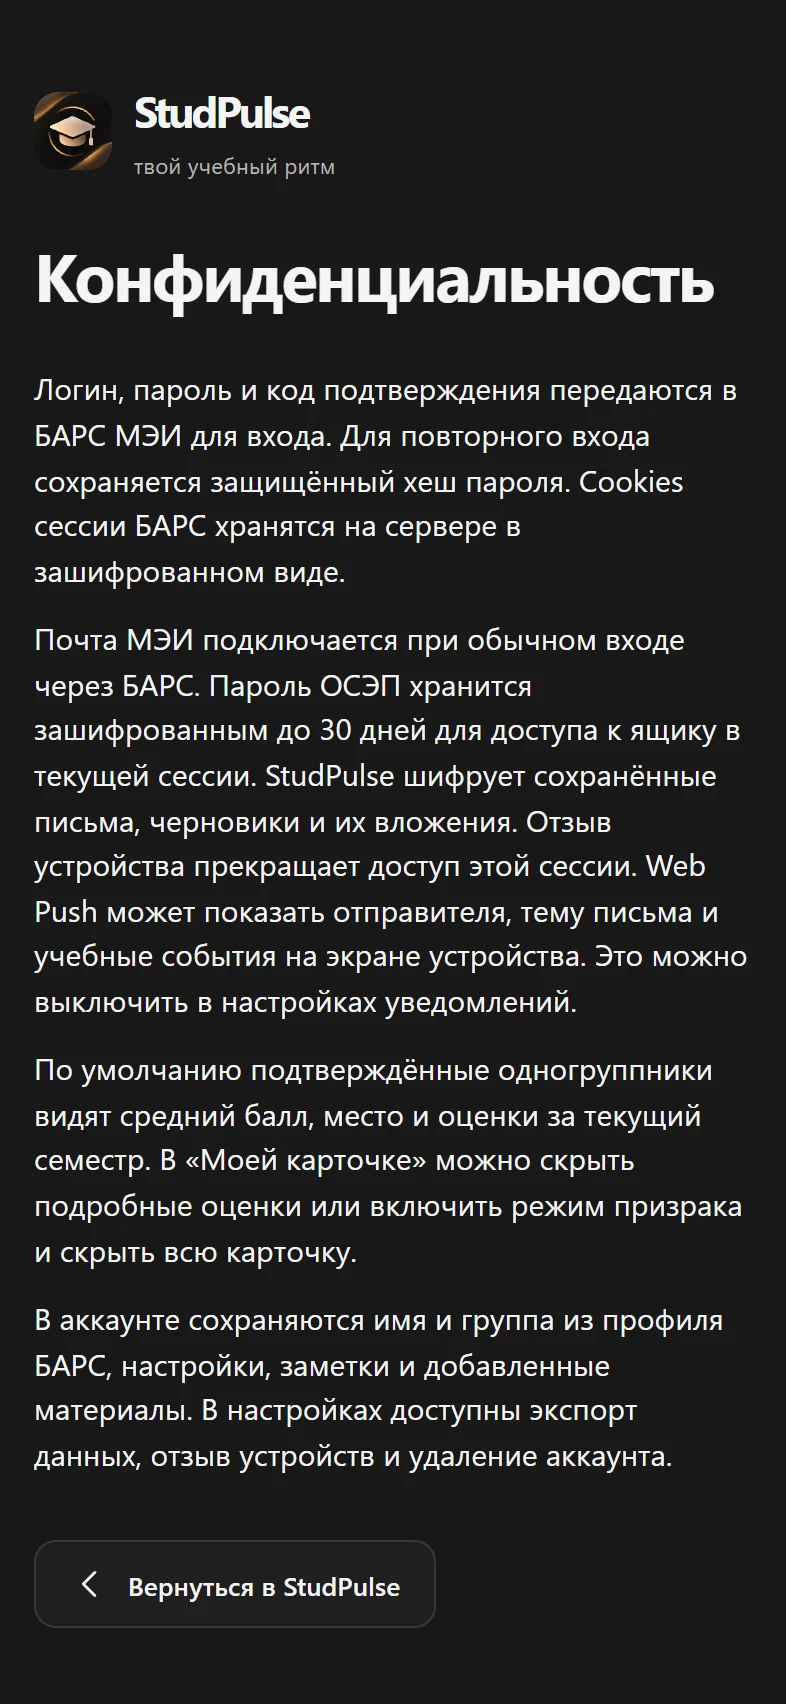 StudPulse
твой учебный ритм
Конфиденциальность
Логин, пароль и код подтверждения передаются в
БАРС МЭИ для входа. Для повторного входа
сохраняется защищённый хеш пароля. Cookies
сессии БАРС хранятся на сервере в
зашифрованном виде.
Почта МЭИ подключается при обычном входе
через БАРС. Пароль ОСЭП хранится
зашифрованным до 30 дней для доступа к ящику в
текущей сессии. StudPulse шифрует сохранённые
письма, черновики и их вложения. Отзыв
устройства прекращает доступ этой сессии. Web
Push может показать отправителя, тему письма и
учебные события на экране устройства. Это можно
выключить в настройках уведомлений.
По умолчанию подтверждённые одногруппники
видят средний балл, место и оценки за текущий
семестр. В «Моей карточке» можно скрыть
подробные оценки или включить режим призрака
и скрыть всю карточку.
В аккаунте сохраняются имя и группа из профиля
БАРС, настройки, заметки и добавленные
материалы. В настройках доступны экспорт
данных, отзыв устройств и удаление аккаунта.
Вернуться в StudPulse